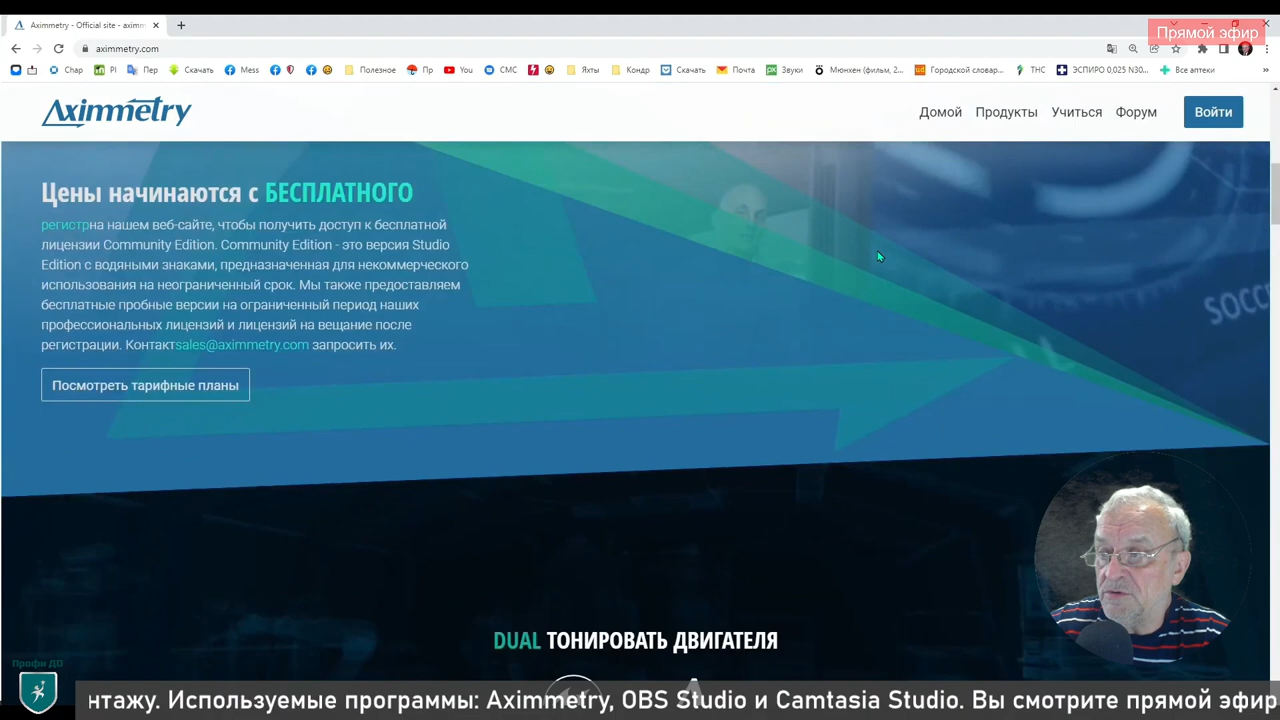 Aximmetry - Official site - aximm
Прямой эфир
aximmetry.com
Chap
Pl
Пер
Скачать
Mess
Полезное
Пр
You
СМС
Яхты
Кондр
Скачать
Почта
Звуки
Мюнхен (фильм, 2...
Городской словар...
ТНС
ЭСПИРО 0,025 N30...
Все аптеки
Aximmetry
Домой
Продукты
Учиться
Форум
Войти
Цены начинаются с БЕСПЛАТНОГО
регистрна нашем веб-сайте, чтобы получить доступ к бесплатной
лицензии Community Edition. Community Edition - это версия Studio
Edition с водяными знаками, предназначенная для некоммерческого
использования на неограниченный срок. Мы также предоставляем
бесплатные пробные версии на ограниченный период наших
профессиональных лицензий и лицензий на вещание после
регистрации. Контактsales@aximmetry.com запросить их.
SOCCE
Посмотреть тарифные планы
DUAL ТОНИРОВАТЬ ДВИГАТЕЛЯ
Профи ДО
нтажу. Используемые программы: Aximmetry, OBS Studio и Camtasia Studio. Вы смотрите прямой эфир